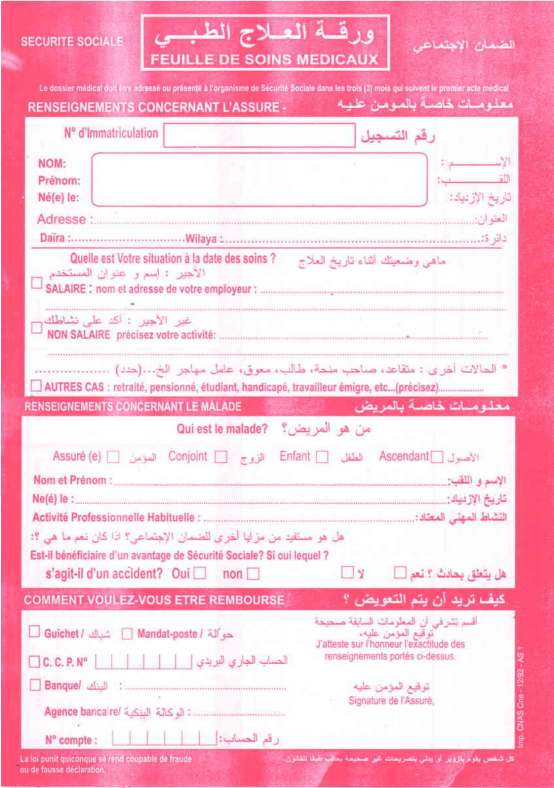 SECURITE SOCIALE
ورقـة العـلاج الطبـي
الضمان الإجتماعي
FEUILLE DE SOINS MEDICAUX
Le dossier médical doit être adressé ou présenté à l'organisme de Sécurité Sociale dans les trois (3) mois qui suivent le premier acte médical
RENSEIGNEMENTS CONCERNANT L'ASSURE - معلـومــات خاصـة بالمـؤمن عليـه
N° d'Immatriculation رقم التسجيل
NOM: الإســـــــم :
Prénom: اللقــــــب:
Né(e) le: تاريخ الإزدياد:
Adresse : العنوان:
Daïra : Wilaya : دائرة:
Quelle est Votre situation à la date des soins ? ماهي وضعيتك أثناء تاريخ العلاج
الأجير : إسم و عنوان المستخدم
SALAIRE : nom et adresse de votre employeur :
غير الأجير : أكد على نشاطك
NON SALAIRE précisez votre activité:
* الحالات أخرى : متقاعد، صاحب منحة، طالب، معوق، عامل مهاجر الخ...(حدد)
AUTRES CAS : retraité, pensionné, étudiant, handicapé, travailleur émigre, etc...(précisez)
RENSEIGNEMENTS CONCERNANT LE MALADE معلـومــات خاصـة بالمريض
Qui est le malade? من هو المريض؟
Assuré (e) المؤمن Conjoint الزوج Enfant الطفل Ascendant الأصول
Nom et Prénom : الإسم و اللقب:
Ne(é) le : تاريخ الإزدياد:
Activité Professionnelle Habituelle : النشاط المهني المعتاد:
هل هو مستفيد من مزايا أخرى للضمان الإجتماعي؟ اذا كان نعم ما هي ؟:
Est-il bénéficiaire d'un avantage de Sécurité Sociale? Si oui lequel ?
s'agit-il d'un accident? Oui non لا هل يتعلق بحادث ؟ نعم
COMMENT VOULEZ-VOUS ETRE REMBOURSE كيف تريد أن يتم التعويض ؟
Guichet / شباك Mandat-poste / حوالة
أقسم بشرفي أن المعلومات السابقة صحيحة
توقيع المؤمن عليه،
J'atteste sur l'honneur l'exactitude des
renseignements portés ci-dessus.
C. C. P. N° الحساب الجاري البريدي
Banque/ البنك :
توقيع المؤمن عليه
Signature de l'Assuré,
Agence bancaire/ الوكالة البنكية :
N° compte : رقم الحساب:
Imp. CNAS Cne - 12/92 - AS 1
La loi punit quiconque se rend coupable de fraude
ou de fausse déclaration.
كل شخص يقوم بتزوير أو يدلي بتصريحات غير صحيحة يعاقب طبقا للقانون.